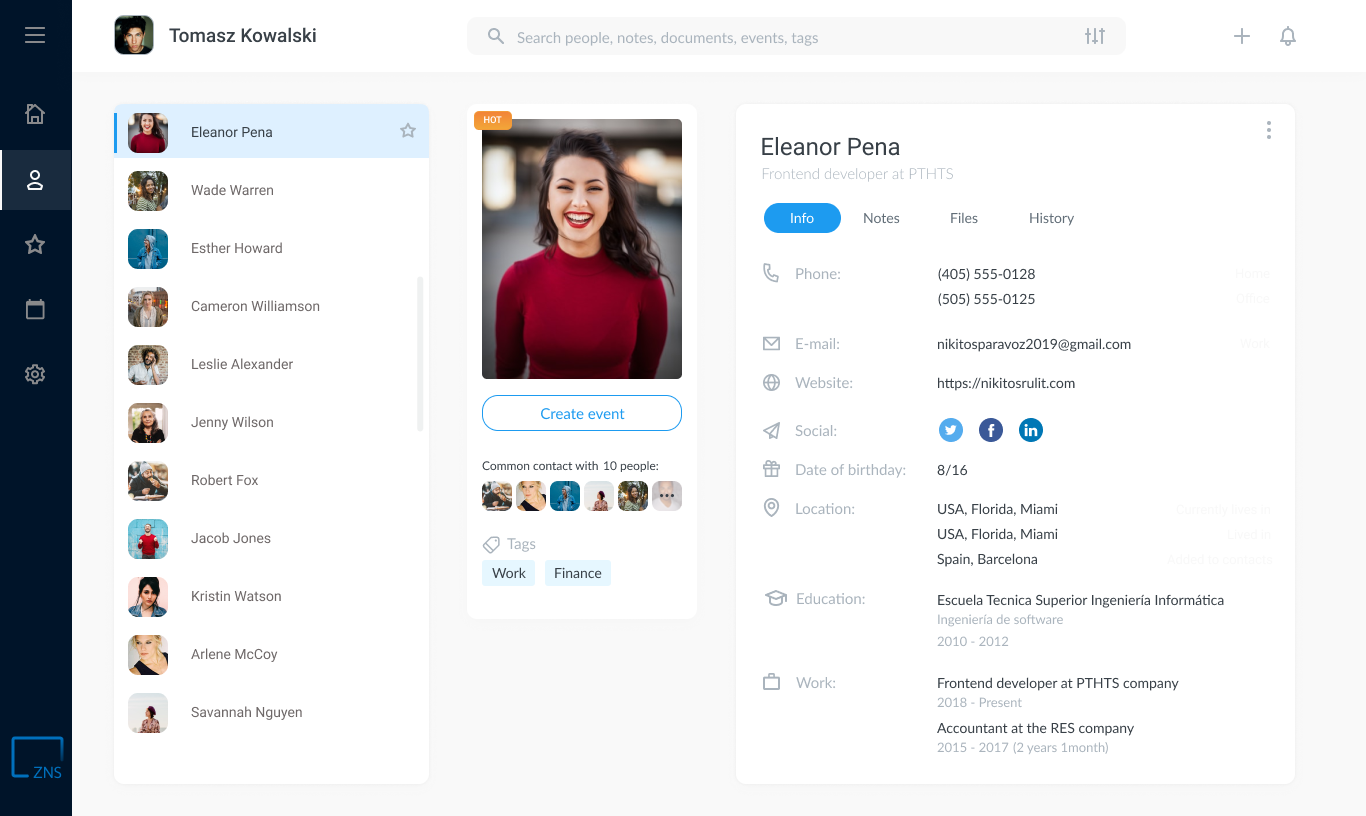 Tomasz Kowalski
Search people, notes, documents, events, tags
Eleanor Pena
Wade Warren
Esther Howard
Cameron Williamson
Leslie Alexander
Jenny Wilson
Robert Fox
Jacob Jones
Kristin Watson
Arlene McCoy
Savannah Nguyen
ZNS
HOT
Create event
Common contact with 10 people:
Tags
Work Finance
Eleanor Pena
Frontend developer at PTHTS
Info Notes Files History
Phone: (405) 555-0128 Home
(505) 555-0125 Office
E-mail: nikitosparavoz2019@gmail.com Work
Website: https://nikitosrulit.com
Social:
Date of birthday: 8/16
Location: USA, Florida, Miami Currently lives in
USA, Florida, Miami Lived in
Spain, Barcelona Added to contacts
Education: Escuela Tecnica Superior Ingeniería Informática
Ingeniería de software
2010 - 2012
Work: Frontend developer at PTHTS company
2018 - Present
Accountant at the RES company
2015 - 2017 (2 years 1month)